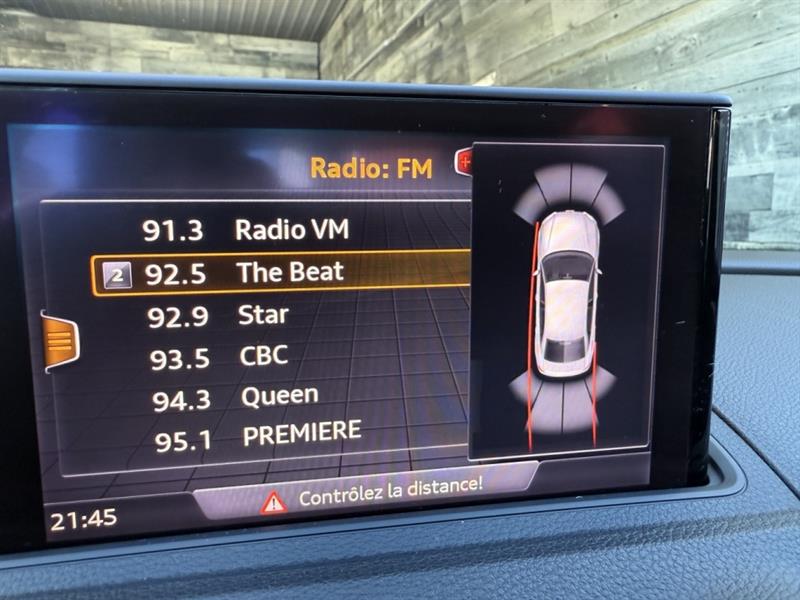 Radio: FM
91.3 Radio VM
2 92.5 The Beat
92.9 Star
93.5 CBC
94.3 Queen
95.1 PREMIERE
Contrôlez la distance!
21:45